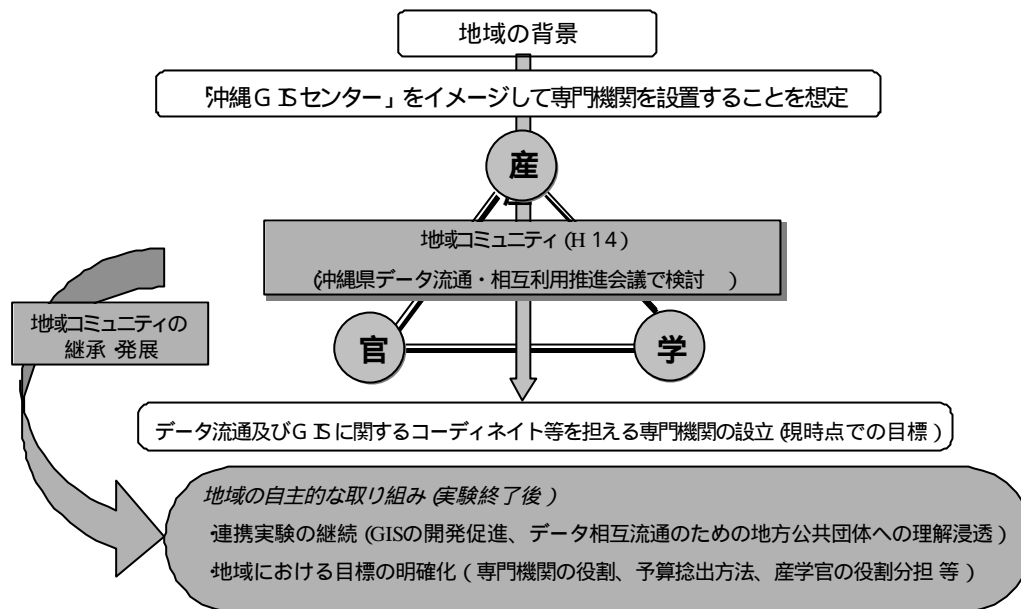 地域の背景
「沖縄GISセンター」をイメージして専門機関を設置することを想定
産
地域コミュニティ(H14)
(沖縄県データ流通・相互利用推進会議で検討　)
地域コミュニティの
継承・発展
官
学
データ流通及びGISに関するコーディネイト等を担える専門機関の設立(現時点での目標)
地域の自主的な取り組み(実験終了後)
・連携実験の継続(GISの開発促進、データ相互流通のための地方公共団体への理解浸透)
・地域における目標の明確化(専門機関の役割、予算捻出方法、産学官の役割分担 等)